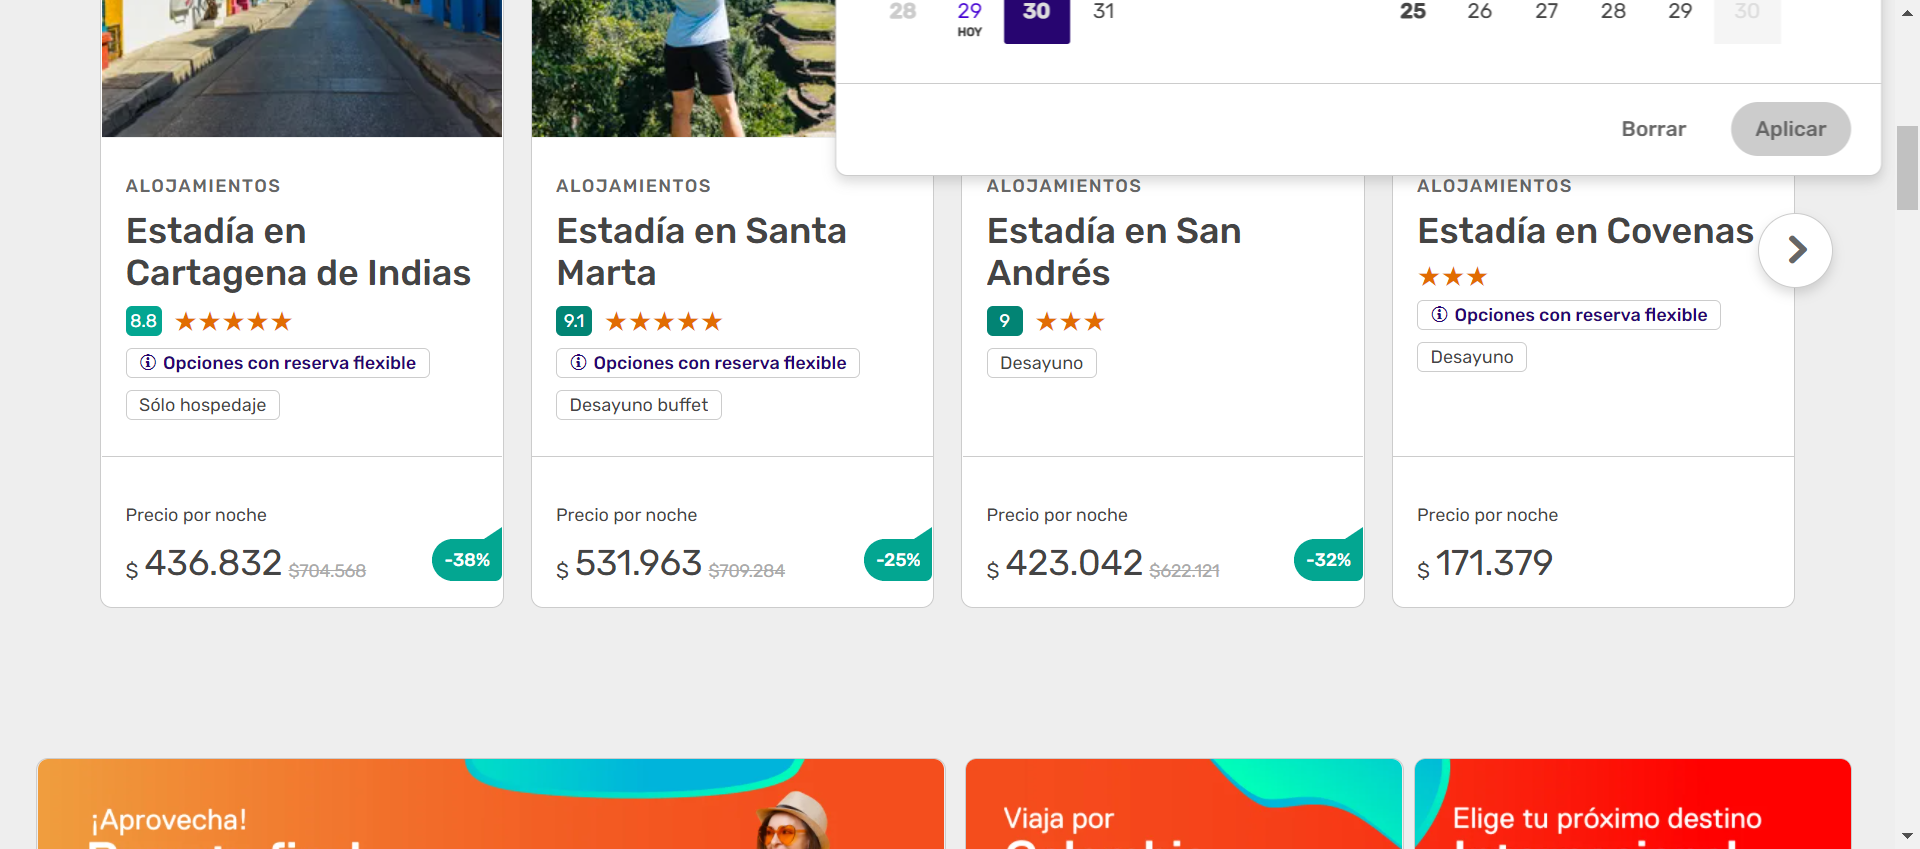 28 29 30 31 25 26 27 28 29 30
HOY
Borrar Aplicar
ALOJAMIENTOS
Estadía en
Cartagena de Indias
8.8
Opciones con reserva flexible
Sólo hospedaje
Precio por noche
$ 436.832 $704.568 -38%
ALOJAMIENTOS
Estadía en Santa
Marta
9.1
Opciones con reserva flexible
Desayuno buffet
Precio por noche
$ 531.963 $709.284 -25%
ALOJAMIENTOS
Estadía en San
Andrés
9
Desayuno
Precio por noche
$ 423.042 $622.121 -32%
ALOJAMIENTOS
Estadía en Covenas
Opciones con reserva flexible
Desayuno
Precio por noche
$ 171.379
¡Aprovecha!
Viaja por
Elige tu próximo destino